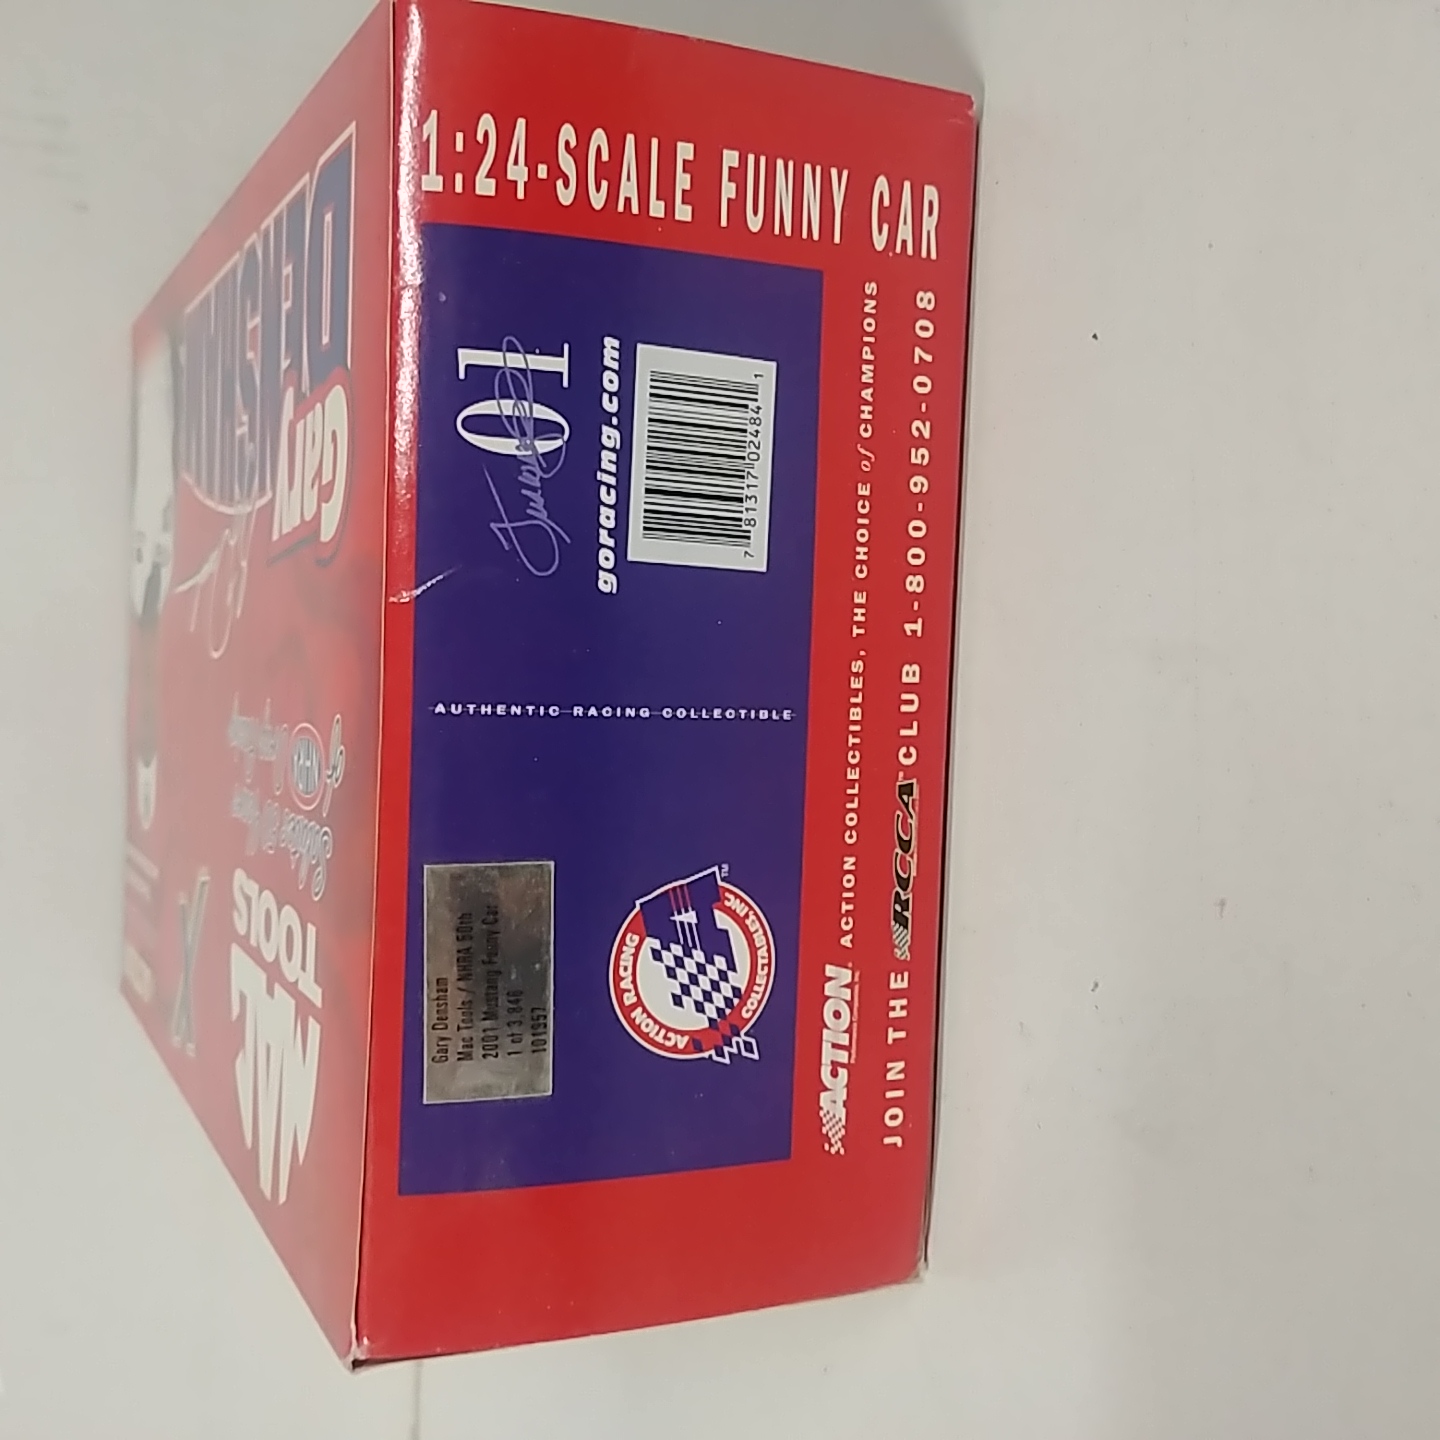 1:24-SCALE FUNNY CAR
01
goracing.com
7 81317 02484 1
AUTHENTIC RACING COLLECTIBLE
Gary Densham
Mac Tools / NHRA 50th
2001 Mustang Funny Car
1 of 3,846
101957
ACTION RACING
COLLECTABLES, INC. TM
ACTION ACTION COLLECTIBLES, THE CHOICE of CHAMPIONS
JOIN THE RCCA™ CLUB 1-800-952-0708
Gary
DENSHAM
NHRA
MAC
TOOLS